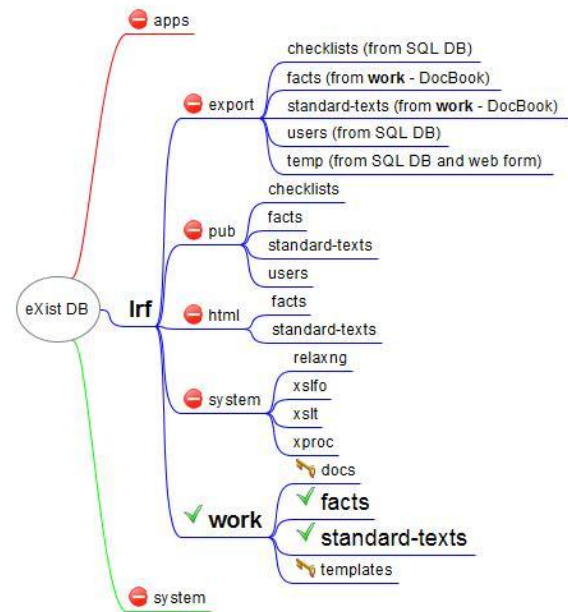 apps
checklists (from SQL DB)
facts (from work - DocBook)
export
standard-texts (from work - DocBook)
users (from SQL DB)
temp (from SQL DB and web form)
checklists
facts
pub
standard-texts
users
eXist DB
lrf
facts
html
standard-texts
relaxng
xslfo
system
xslt
xproc
docs
facts
work
standard-texts
templates
system